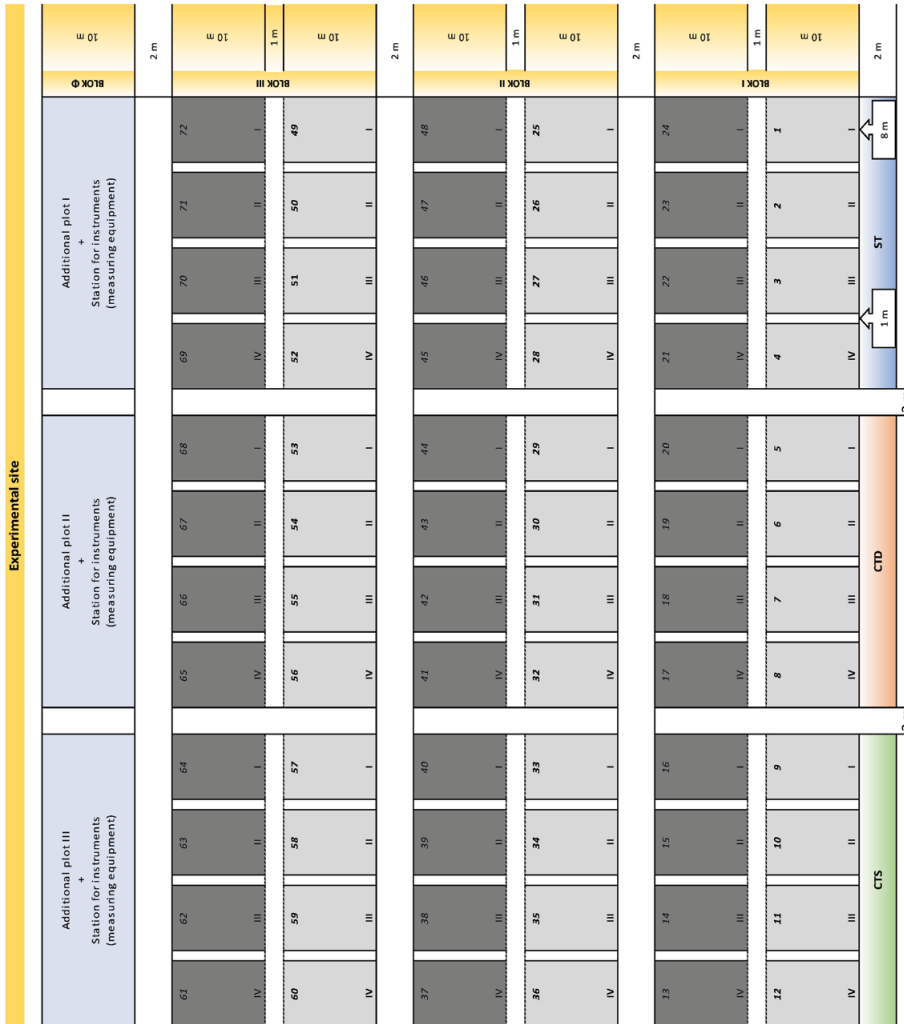 Experimental site
Additional plot III
+
Station for instruments
(measuring equipment)
Additional plot II
+
Station for instruments
(measuring equipment)
Additional plot I
+
Station for instruments
(measuring equipment)
BLOK Φ
10 m
2 m
61 62 63 64 65 66 67 68 69 70 71 72
IV III II I IV III II I IV III II I
BLOK III
10 m
1 m
10 m
60 59 58 57 56 55 54 53 52 51 50 49
IV III II I IV III II I IV III II I
2 m
37 38 39 40 41 42 43 44 45 46 47 48
IV III II I IV III II I IV III II I
BLOK II
10 m
1 m
10 m
36 35 34 33 32 31 30 29 28 27 26 25
IV III II I IV III II I IV III II I
2 m
13 14 15 16 17 18 19 20 21 22 23 24
IV III II I IV III II I IV III II I
BLOK I
10 m
1 m
10 m
12 11 10 9 8 7 6 5 4 3 2 1
IV III II I IV III II I IV III II I
CTS
CTD
ST
1 m
8 m
2 m